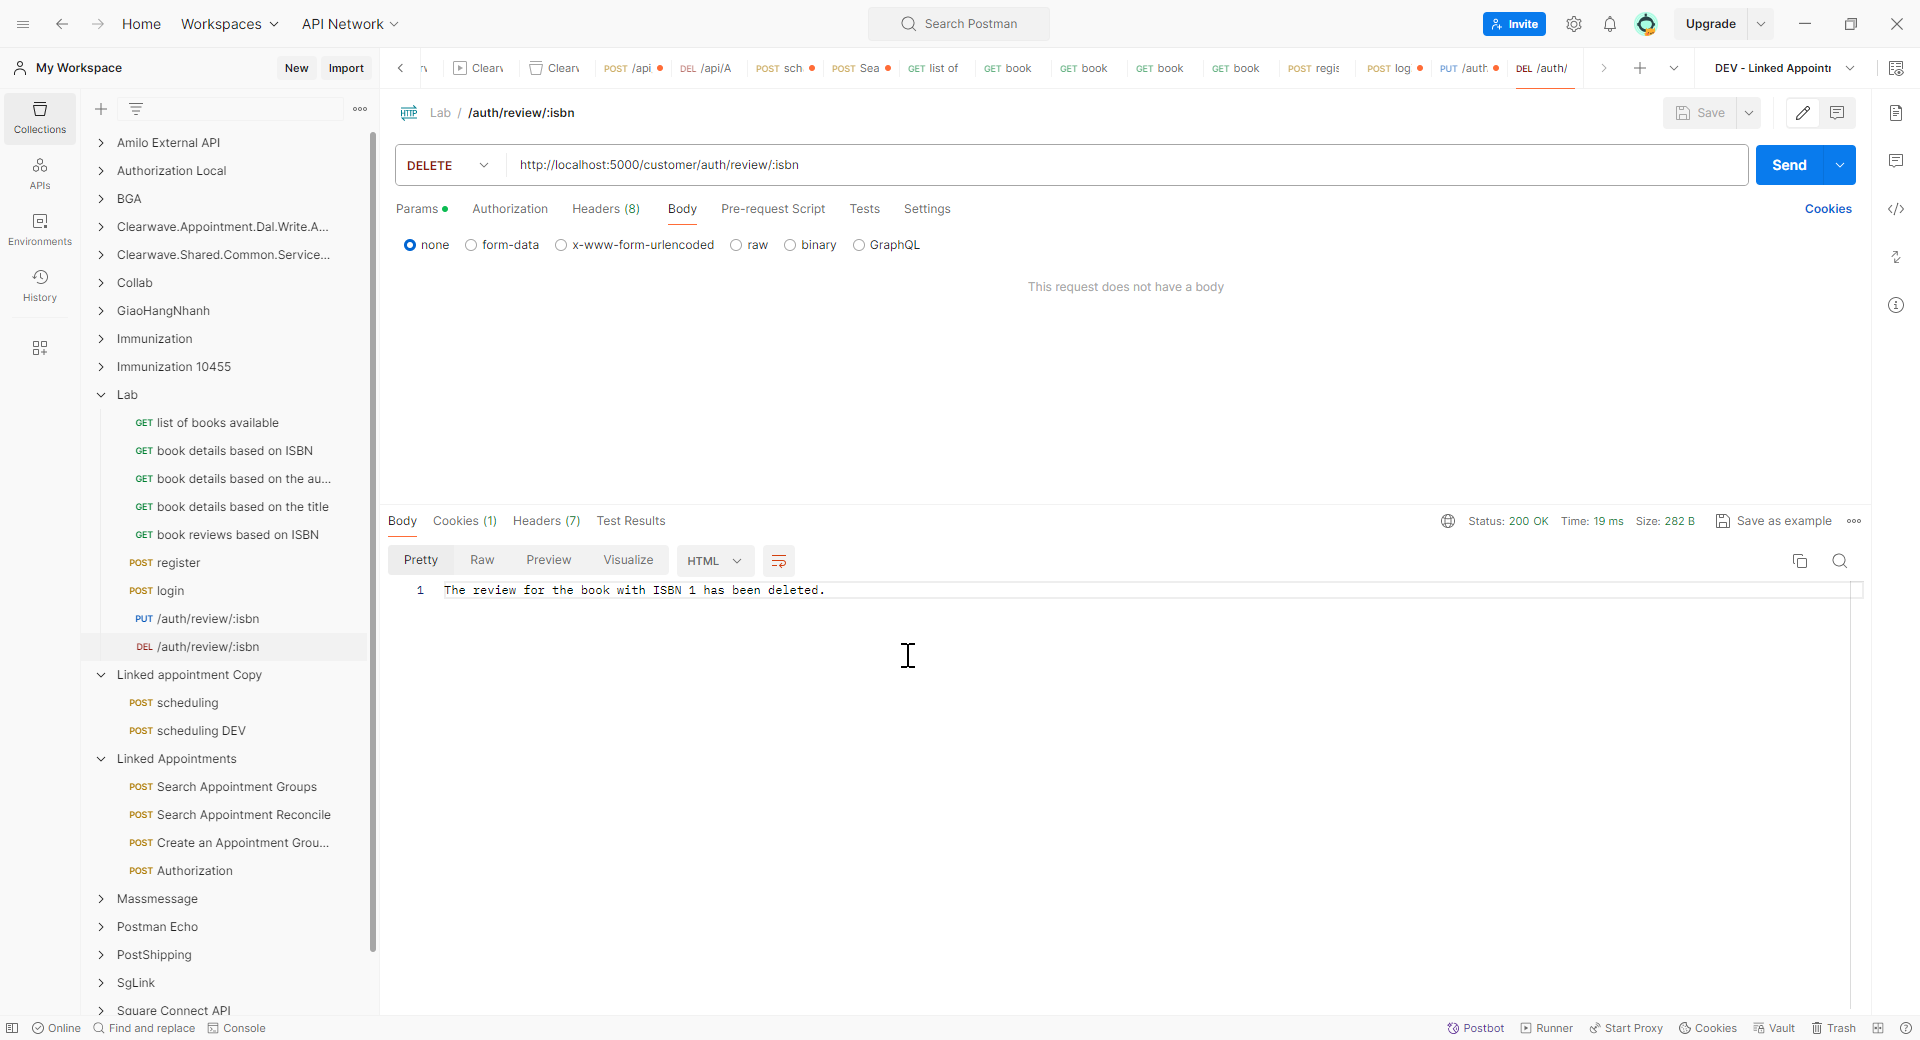 Home
Workspaces
API Network
Search Postman
Invite
Upgrade
My Workspace
New
Import
Clearv
Clearv
POST /api
DEL /api/A
POST sch
POST Sea
GET list of
GET book
GET book
GET book
GET book
POST regis
POST log
PUT /auth
DEL /auth/
DEV - Linked Appointı
Collections
APIs
Environments
History
Amilo External API
Authorization Local
BGA
Clearwave.Appointment.Dal.Write.A...
Clearwave.Shared.Common.Service...
Collab
GiaoHangNhanh
Immunization
Immunization 10455
Lab
GET list of books available
GET book details based on ISBN
GET book details based on the au...
GET book details based on the title
GET book reviews based on ISBN
POST register
POST login
PUT /auth/review/:isbn
DEL /auth/review/:isbn
Linked appointment Copy
POST scheduling
POST scheduling DEV
Linked Appointments
POST Search Appointment Groups
POST Search Appointment Reconcile
POST Create an Appointment Grou...
POST Authorization
Massmessage
Postman Echo
PostShipping
SgLink
Square Connect API
HTTP Lab / /auth/review/:isbn
Save
DELETE
http://localhost:5000/customer/auth/review/:isbn
Send
Params
Authorization
Headers (8)
Body
Pre-request Script
Tests
Settings
Cookies
none
form-data
x-www-form-urlencoded
raw
binary
GraphQL
This request does not have a body
Body
Cookies (1)
Headers (7)
Test Results
Status: 200 OK
Time: 19 ms
Size: 282 B
Save as example
Pretty
Raw
Preview
Visualize
HTML
1 The review for the book with ISBN 1 has been deleted.
Online
Find and replace
Console
Postbot
Runner
Start Proxy
Cookies
Vault
Trash